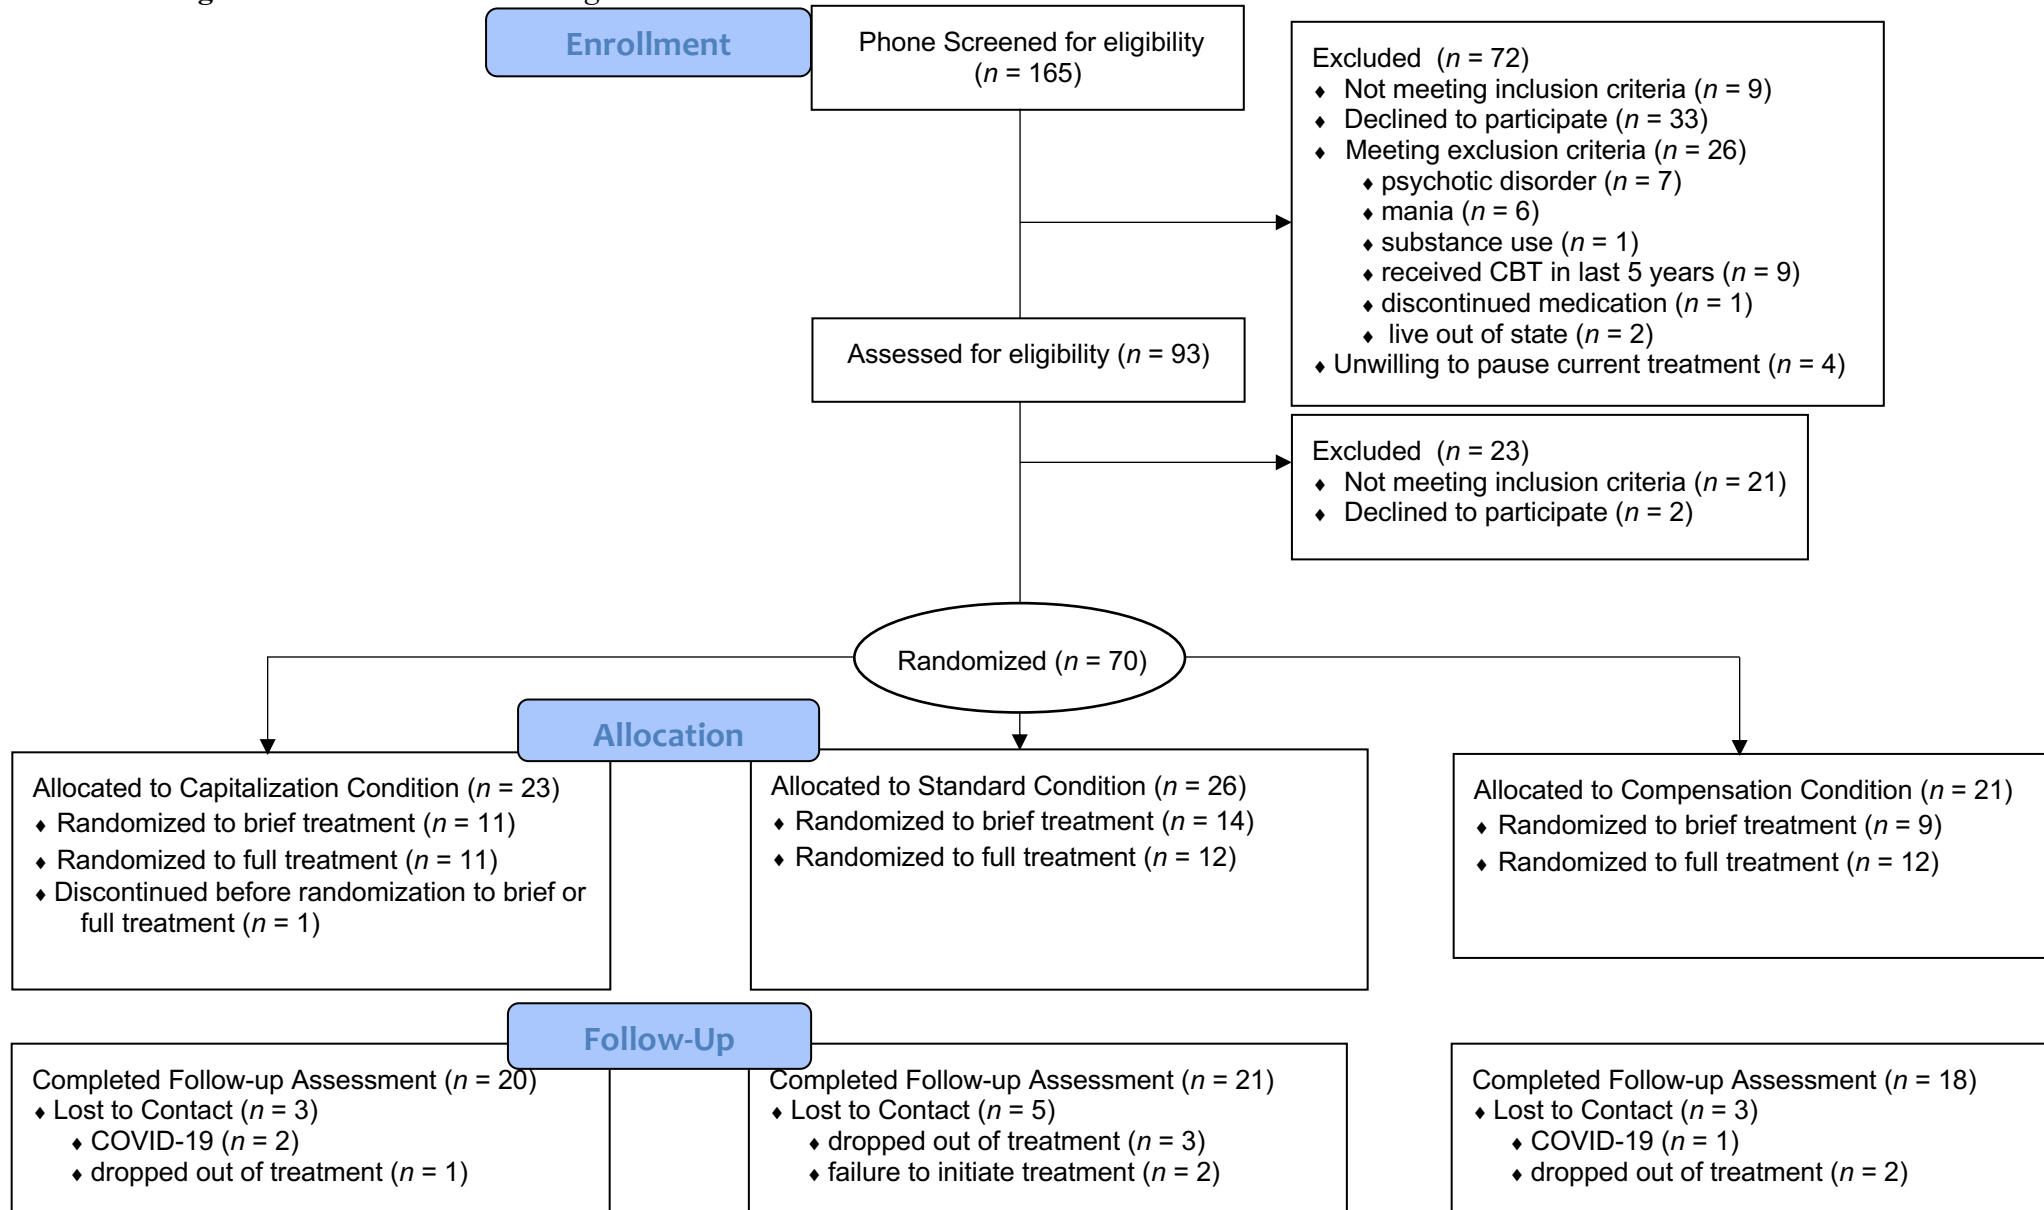 Enrollment
Phone Screened for eligibility
(n = 165)
Excluded (n = 72)
♦ Not meeting inclusion criteria (n = 9)
♦ Declined to participate (n = 33)
♦ Meeting exclusion criteria (n = 26)
♦ psychotic disorder (n = 7)
♦ mania (n = 6)
♦ substance use (n = 1)
♦ received CBT in last 5 years (n = 9)
♦ discontinued medication (n = 1)
♦ live out of state (n = 2)
♦ Unwilling to pause current treatment (n = 4)
Assessed for eligibility (n = 93)
Excluded (n = 23)
♦ Not meeting inclusion criteria (n = 21)
♦ Declined to participate (n = 2)
Randomized (n = 70)
Allocation
Allocated to Capitalization Condition (n = 23)
♦ Randomized to brief treatment (n = 11)
♦ Randomized to full treatment (n = 11)
♦ Discontinued before randomization to brief or
full treatment (n = 1)
Allocated to Standard Condition (n = 26)
♦ Randomized to brief treatment (n = 14)
♦ Randomized to full treatment (n = 12)
Allocated to Compensation Condition (n = 21)
♦ Randomized to brief treatment (n = 9)
♦ Randomized to full treatment (n = 12)
Follow-Up
Completed Follow-up Assessment (n = 20)
♦ Lost to Contact (n = 3)
♦ COVID-19 (n = 2)
♦ dropped out of treatment (n = 1)
Completed Follow-up Assessment (n = 21)
♦ Lost to Contact (n = 5)
♦ dropped out of treatment (n = 3)
♦ failure to initiate treatment (n = 2)
Completed Follow-up Assessment (n = 18)
♦ Lost to Contact (n = 3)
♦ COVID-19 (n = 1)
♦ dropped out of treatment (n = 2)